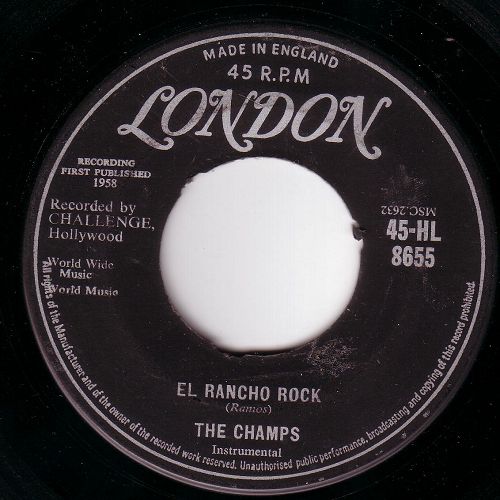 MADE IN ENGLAND
45 R.P.M
LONDON
RECORDING
FIRST PUBLISHED
1958
Recorded by
CHALLENGE,
Hollywood
World Wide
Music
World Music
MSC.2632
45-HL
8655
EL RANCHO ROCK
(Ramos)
THE CHAMPS
Instrumental
All rights of the Manufacturer and of the owner of the recorded work reserved. Unauthorised public performance, broadcasting and copying of this record prohibited.